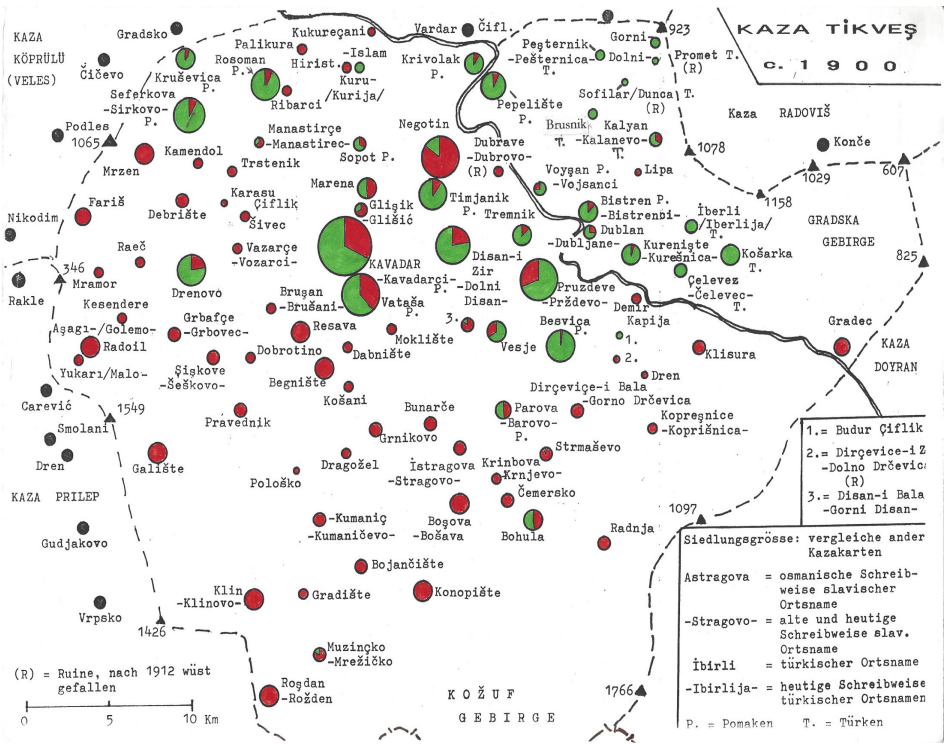 KAZA TİKVEŞ
c. 1900
KAZA
KÖPRÜLÜ
(VELES)
Gradsko
Čičevo
Kruševica
P.
Seferkova
-Sirkovo-
P.
Podles
1065
Mrzen
Kamendol
Trstenik
Palikura
Rosoman
P.
Ribarci
Kukureçani
Hirist.
-Islam
Kuru-
/Kurija/
Vardar
Čifl.
Krivolak
P.
Pepelište
P.
Peşternik
-Pešternica-
T.
Gorni
Dolni
923
Promet T.
(R)
Sofilar/Dunca T.
(R)
Brusnik
T.
Kalyan
-Kalanevo-
T.
1078
Kaza RADOVIŠ
Konče
1029
607
1158
GRADSKA
GEBIRGE
825
Manastirçe
-Manastirec-
Sopot P.
Negotin
Dubrave
-Dubrovo-
(R)
Lipa
Voyşan P.
-Vojsanci
Marena
Timjanik
P.
Glişik
-Glišić
Tremnik
Bistren P.
-Bistrenbi-
Dublan
-Dubljane-
İberli
/Iberlija/
T.
Kurenişte
-Kurešnica-
Košarka
T.
Çelevez
-Čelevec-
T.
Fariš
Debrište
Karasu
Çiflik
Šivec
Nikodim
Raeč
Vazarçe
-Vozarci-
346
Mramor
Rakle
Drenovo
KAVADAR
-Kavadarci-
P.
Vataša
P.
Disan-i
Zir
-Dolni
Disan-
Pruzdeve
-Prždevo-
Demir
Kapija
1.
2.
Dren
Kesendere
Aşagı-/Golemo-
Radoil
Yukarı/Malo-
Grbafçe
-Grbovec-
Bruşan
-Brušani-
Resava
Moklište
3.
Vesje
Besvica
P.
Klisura
Gradec
KAZA
DOYRAN
Şişkove
-Šeškovo-
Dobrotino
Dabnište
Begnište
Košani
Carević
1549
Smolani
Dren
Pravednik
Bunarče
Grnikovo
Dirçeviçe-i Bala
-Gorno Drčevica
Parova
-Barovo-
P.
Kopreşnice
-Koprišnica-
Galište
Pološko
Dragožel
İstragova
-Stragovo-
Krinbova
-Krnjevo-
Strmaševo
Čemersko
KAZA PRILEP
Gudjakovo
-Kumaniç
-Kumaničevo-
Boşova
-Bošava
Bohula
Radnja
1097
Bojančište
Klin
-Klinovo-
Gradište
Konopište
Vrpsko
1426
Muzinçko
-Mrežičko
Roşdan
-Rožden
KOŽUF
GEBIRGE
1766
(R) = Ruine, nach 1912 wüst
gefallen
0 5 10 Km
1.= Budur Çiflik
2.= Dirçevice-i Z
-Dolno Drčevica
(R)
3.= Disan-i Bala
-Gorni Disan-
Siedlungsgrösse: vergleiche ander
Kazakarten
Astragova = osmanische Schreib-
weise slavischer
Ortsname
-Stragovo- = alte und heutige
Schreibweise slav.
Ortsname
İbirli = türkischer Ortsname
-Ibirlija- = heutige Schreibweise
türkischer Ortsnamen
P. = Pomaken T. = Türken